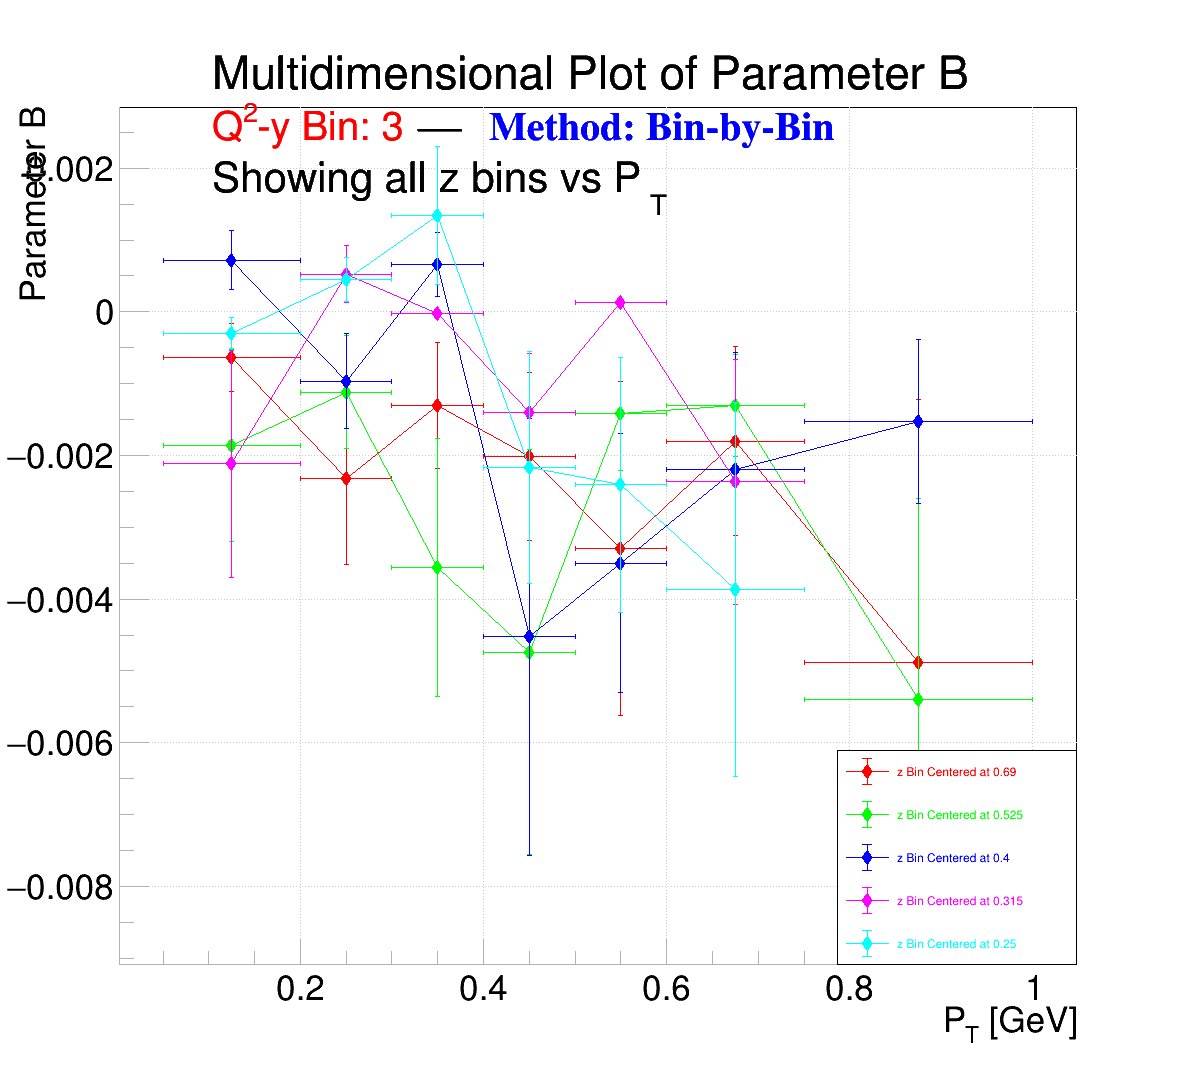 Multidimensional Plot of Parameter B
Q²-y Bin: 3 — Method: Bin-by-Bin
Showing all z bins vs P_T
Parameter B
0.002
0
−0.002
−0.004
−0.006
−0.008
z Bin Centered at 0.69
z Bin Centered at 0.525
z Bin Centered at 0.4
z Bin Centered at 0.315
z Bin Centered at 0.25
0.2 0.4 0.6 0.8 1
P_T [GeV]